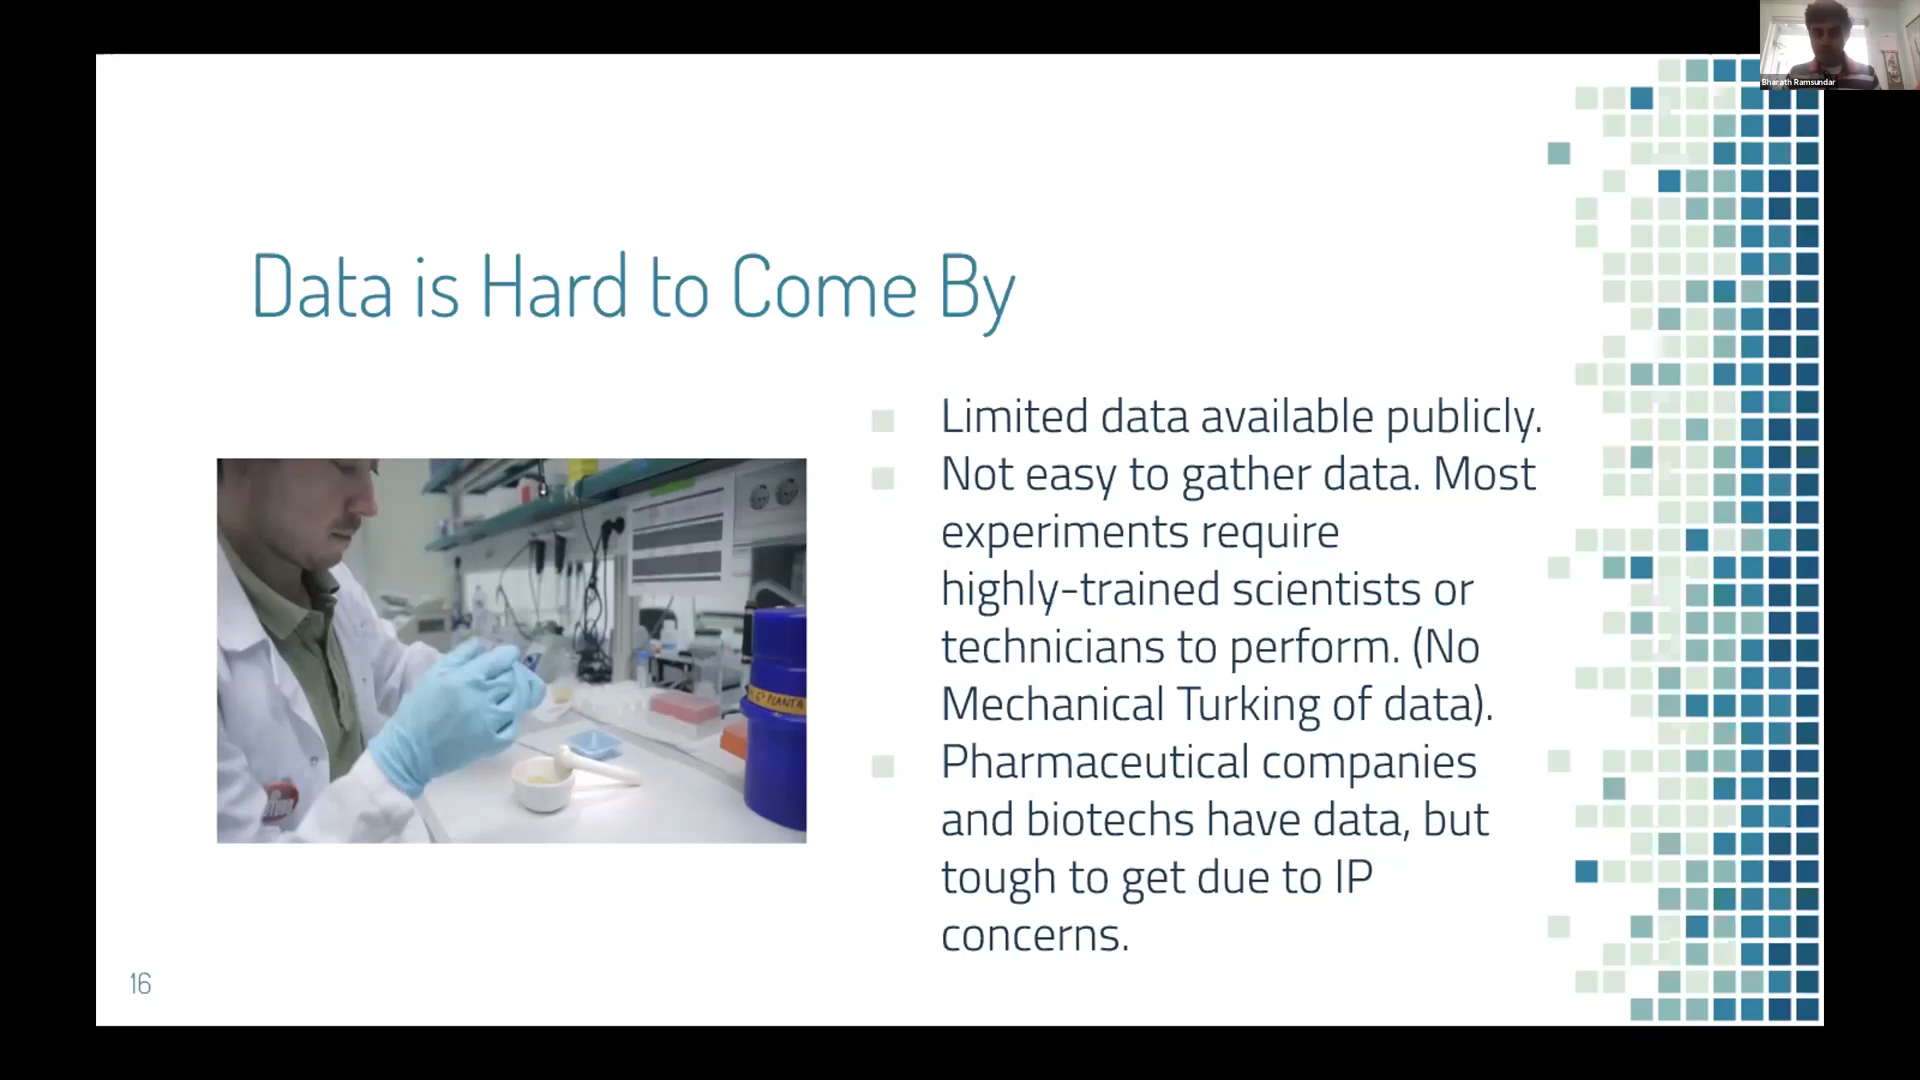 Bharath Ramsundar
Data is Hard to Come By
Limited data available publicly.
Not easy to gather data. Most
experiments require
highly-trained scientists or
technicians to perform. (No
Mechanical Turking of data).
Pharmaceutical companies
and biotechs have data, but
tough to get due to IP
concerns.
PLANTA
16